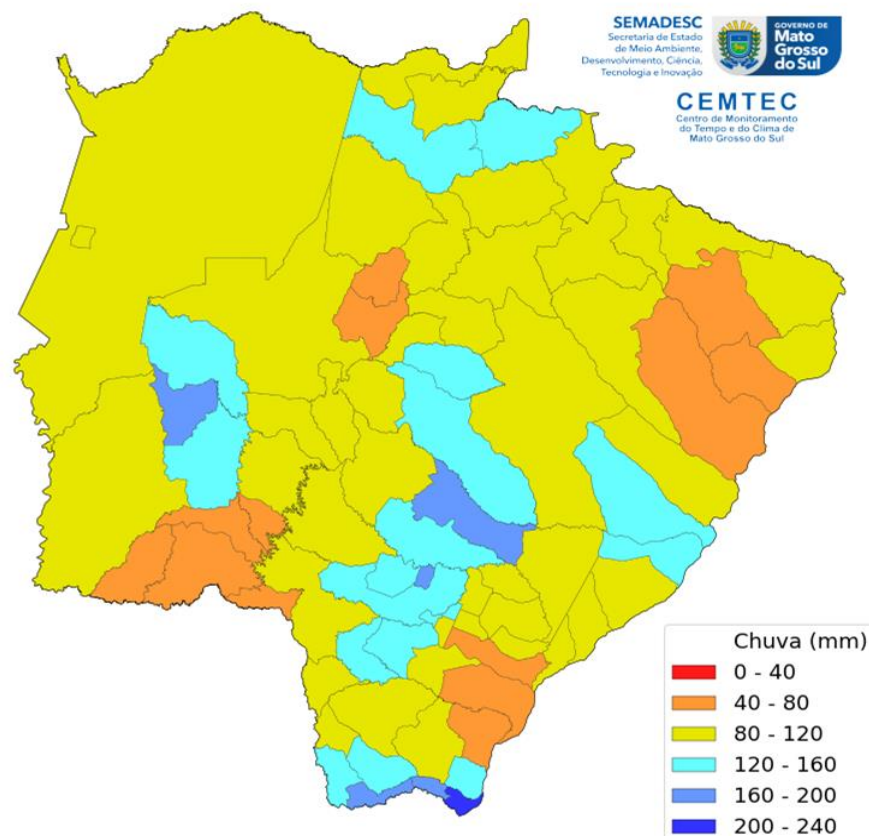 SEMADESC
Secretaria de Estado
de Meio Ambiente,
Desenvolvimento, Ciência,
Tecnologia e Inovação
GOVERNO DE
Mato
Grosso
do Sul
CEMTEC
Centro de Monitoramento
do Tempo e do Clima de
Mato Grosso do Sul
Chuva (mm)
0 - 40
40 - 80
80 - 120
120 - 160
160 - 200
200 - 240